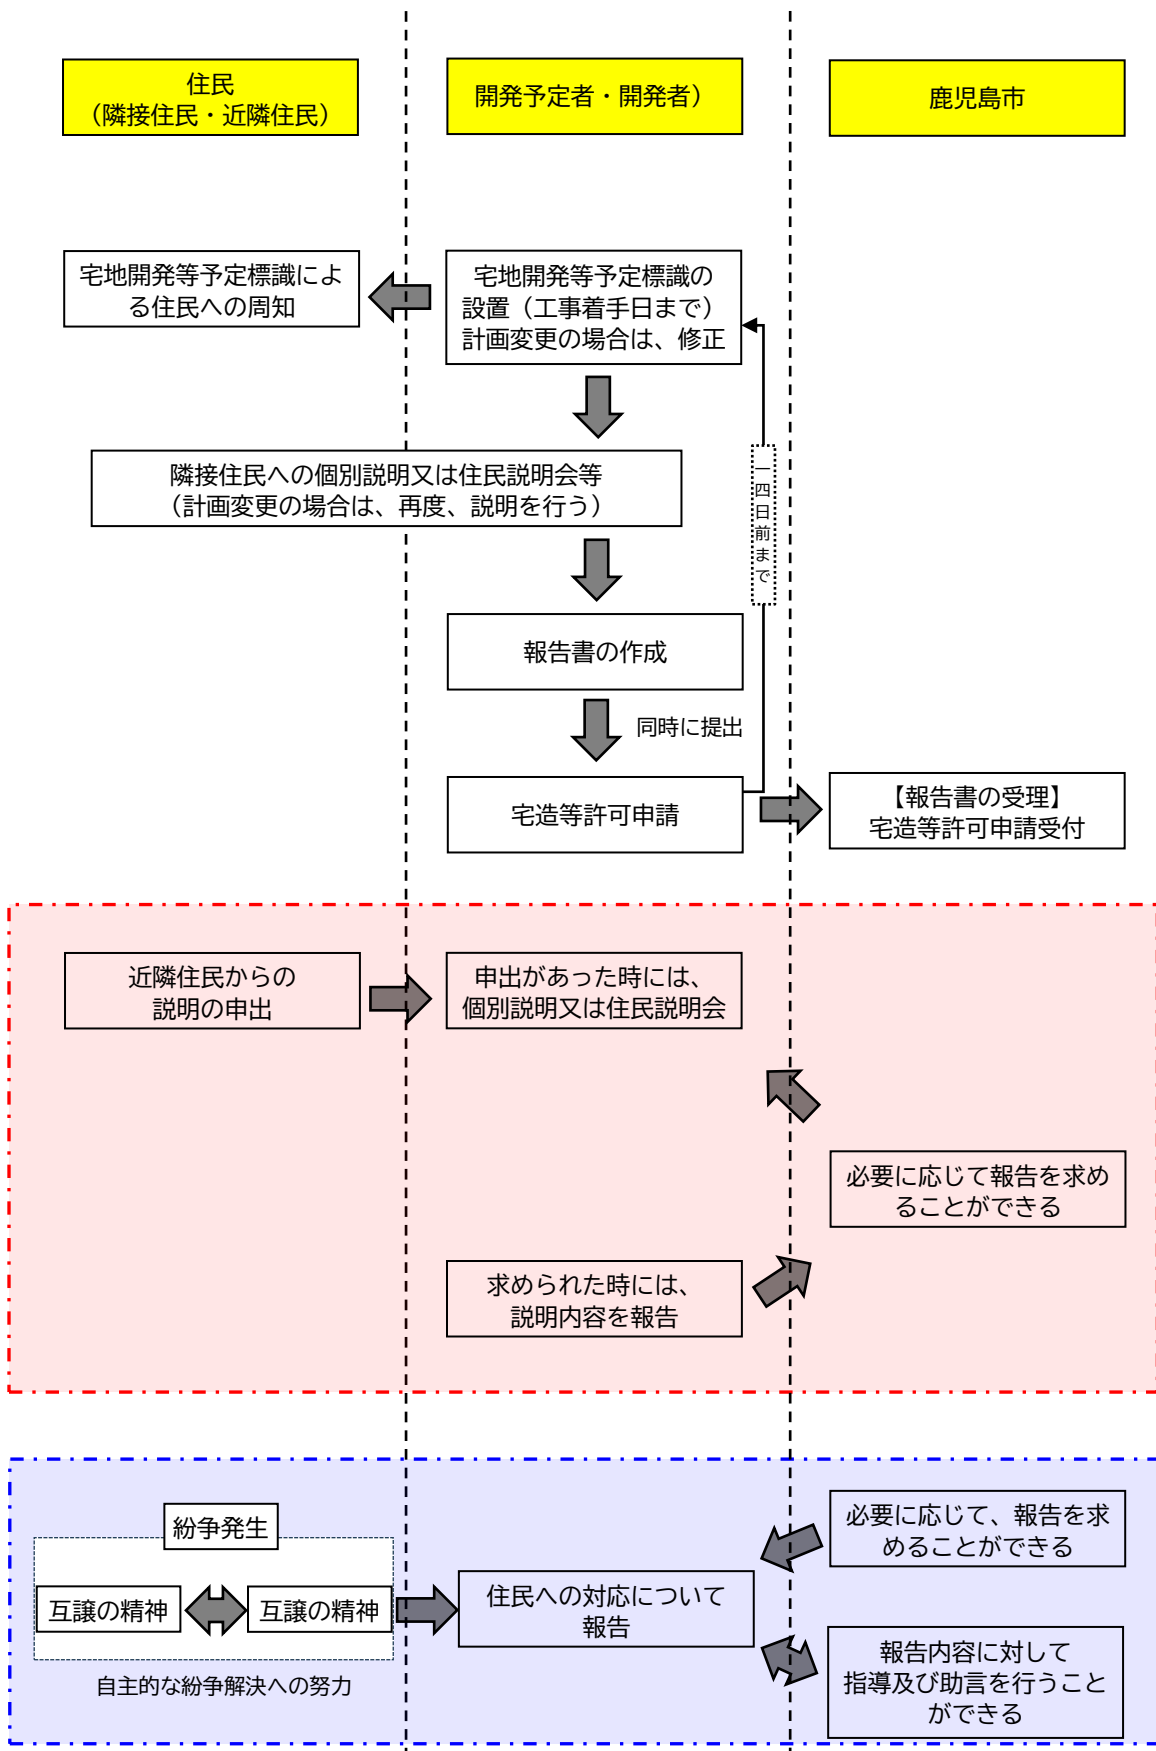 住民
（隣接住民・近隣住民）
開発予定者・開発者）
鹿児島市
宅地開発等予定標識によ
る住民への周知
宅地開発等予定標識の
設置（工事着手日まで）
計画変更の場合は、修正
隣接住民への個別説明又は住民説明会等
（計画変更の場合は、再度、説明を行う）
一四日前まで
報告書の作成
同時に提出
宅造等許可申請
【報告書の受理】
宅造等許可申請受付
近隣住民からの
説明の申出
申出があった時には、
個別説明又は住民説明会
必要に応じて報告を求め
ることができる
求められた時には、
説明内容を報告
紛争発生
互譲の精神
互譲の精神
自主的な紛争解決への努力
住民への対応について
報告
必要に応じて、報告を求
めることができる
報告内容に対して
指導及び助言を行うこと
ができる